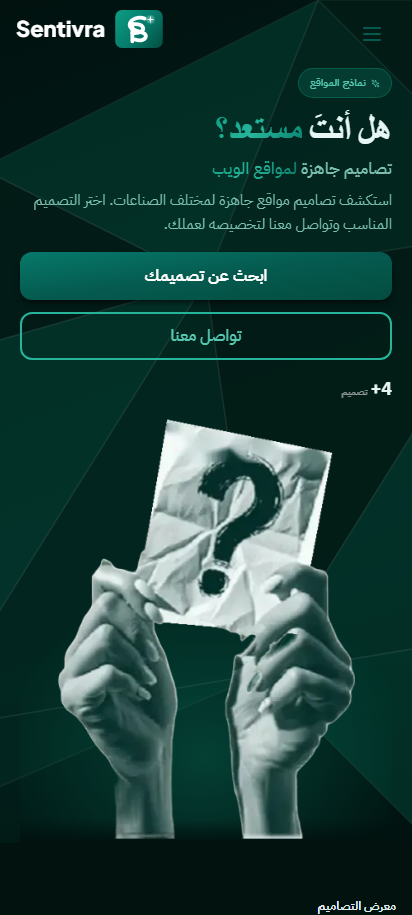 Sentivra
نماذج المواقع
هل أنتَ مستعد؟
تصاميم جاهزة لمواقع الويب
استكشف تصاميم مواقع جاهزة لمختلف الصناعات. اختر التصميم
المناسب وتواصل معنا لتخصيصه لعملك.
ابحث عن تصميمك
تواصل معنا
+4 تصميم
?
معرض التصاميم